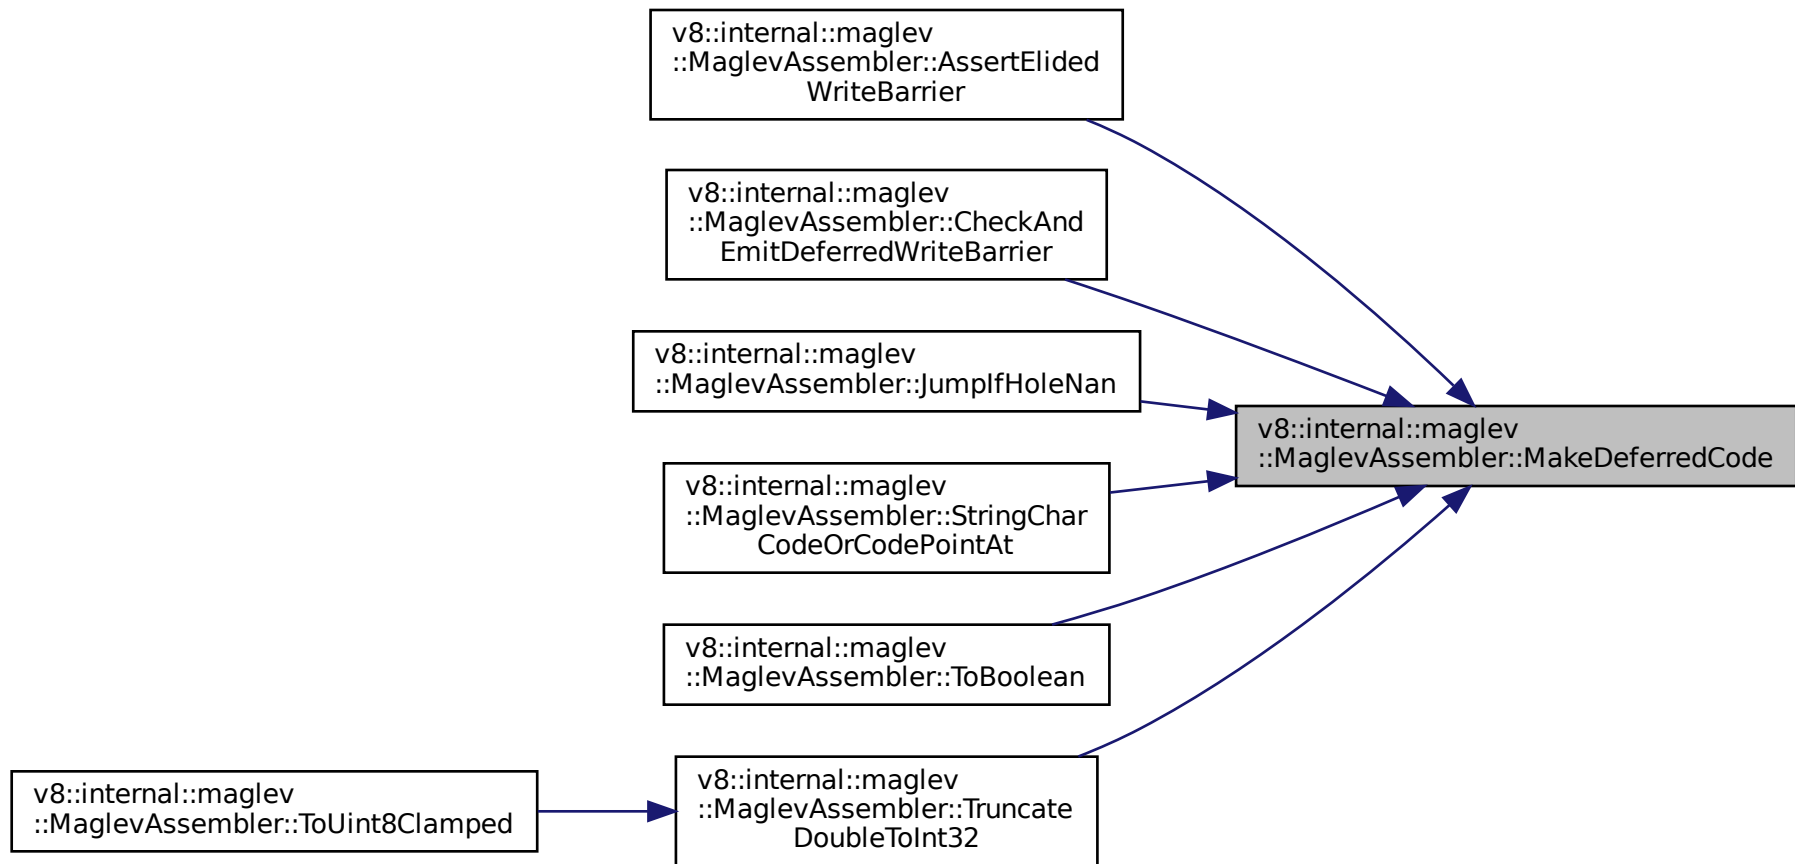 v8::internal::maglev
::MaglevAssembler::AssertElided
WriteBarrier
v8::internal::maglev
::MaglevAssembler::CheckAnd
EmitDeferredWriteBarrier
v8::internal::maglev
::MaglevAssembler::JumpIfHoleNan
v8::internal::maglev
::MaglevAssembler::MakeDeferredCode
v8::internal::maglev
::MaglevAssembler::StringChar
CodeOrCodePointAt
v8::internal::maglev
::MaglevAssembler::ToBoolean
v8::internal::maglev
::MaglevAssembler::Truncate
DoubleToInt32
v8::internal::maglev
::MaglevAssembler::ToUint8Clamped